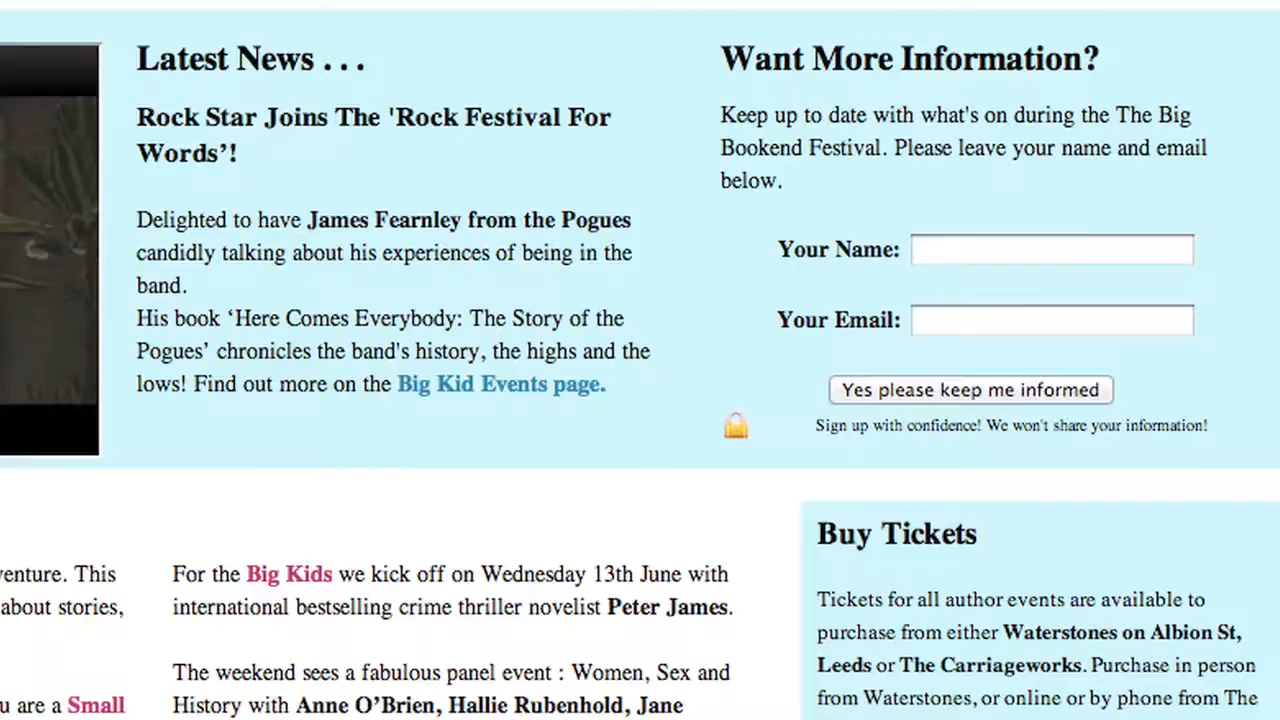 Latest News . . .
Rock Star Joins The 'Rock Festival For
Words’!
Delighted to have James Fearnley from the Pogues
candidly talking about his experiences of being in the
band.
His book ‘Here Comes Everybody: The Story of the
Pogues’ chronicles the band's history, the highs and the
lows! Find out more on the Big Kid Events page.
Want More Information?
Keep up to date with what's on during the The Big
Bookend Festival. Please leave your name and email
below.
Your Name:
Your Email:
Yes please keep me informed
Sign up with confidence! We won't share your information!
venture. This
about stories,
u are a Small
For the Big Kids we kick off on Wednesday 13th June with
international bestselling crime thriller novelist Peter James.
The weekend sees a fabulous panel event : Women, Sex and
History with Anne O’Brien, Hallie Rubenhold, Jane
Buy Tickets
Tickets for all author events are available to
purchase from either Waterstones on Albion St,
Leeds or The Carriageworks. Purchase in person
from Waterstones, or online or by phone from The